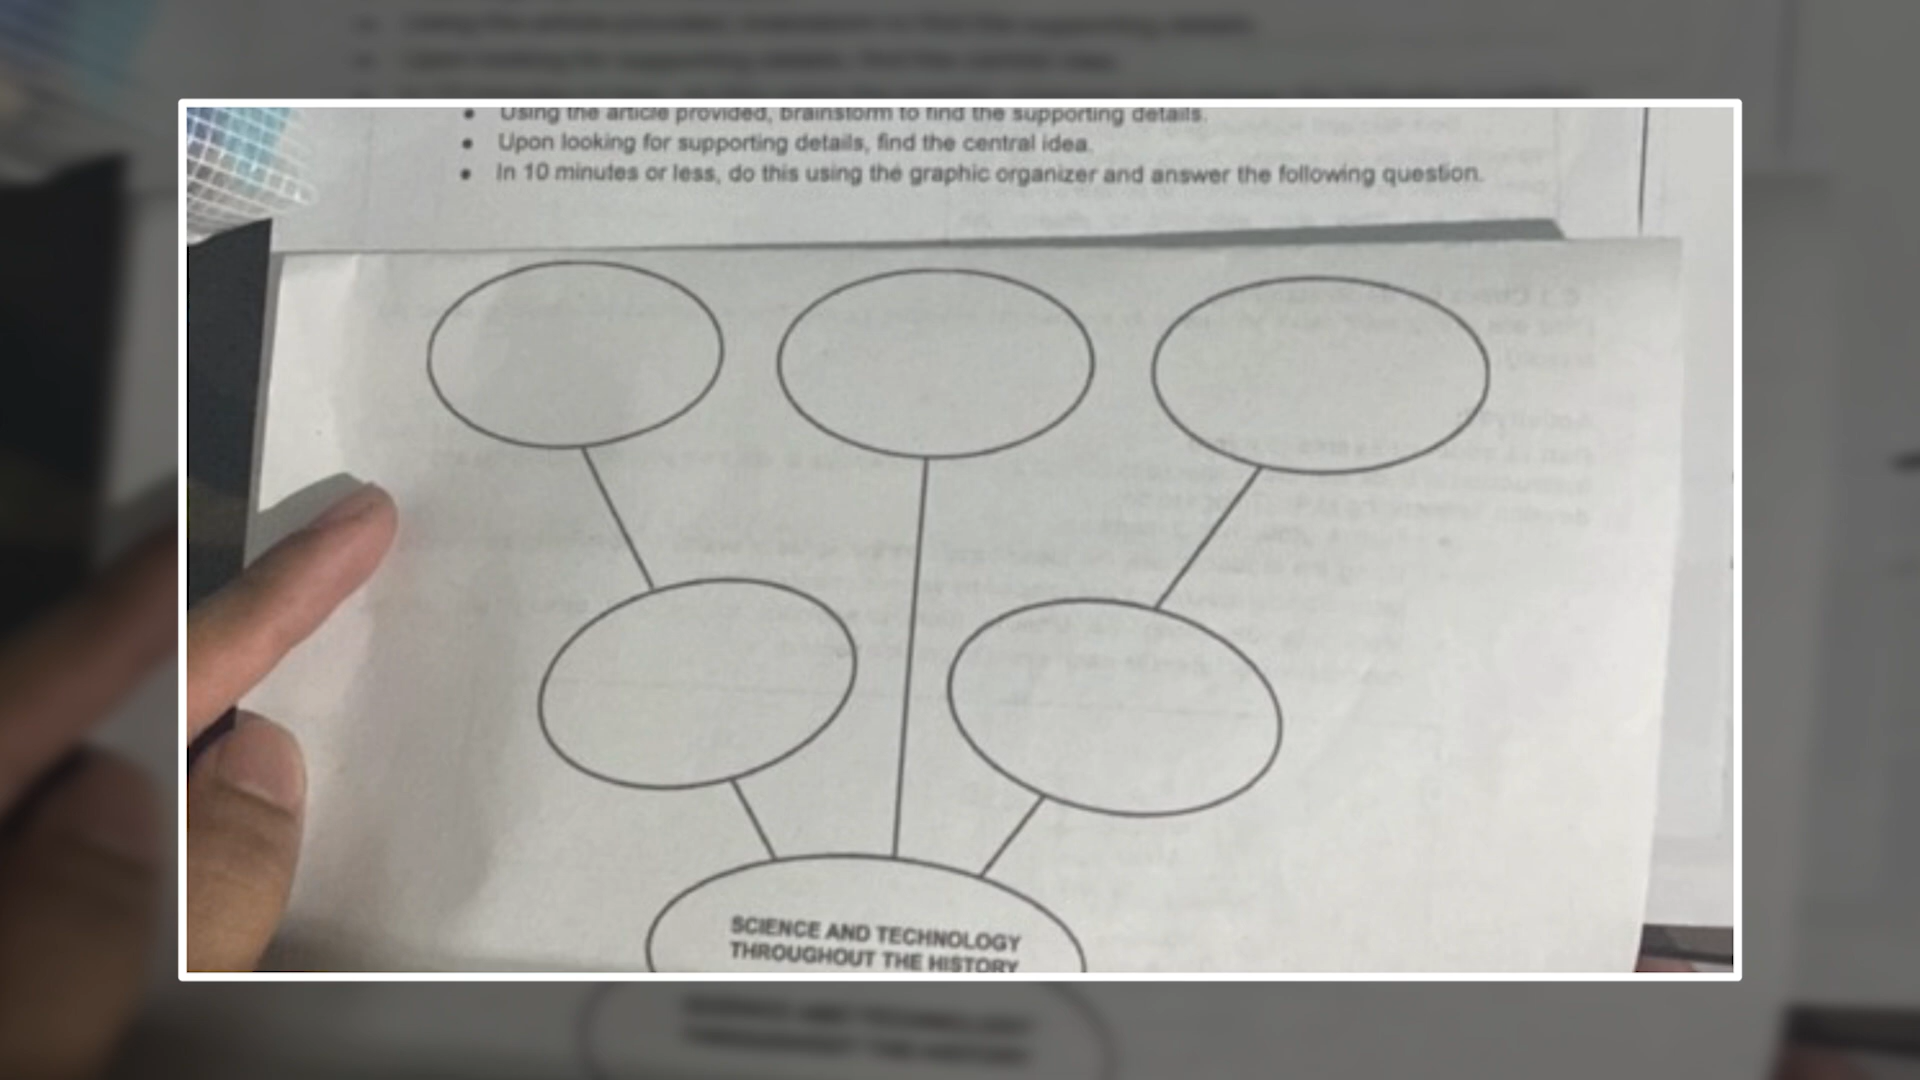 Using the article provided, brainstorm to find the supporting details.
Upon looking for supporting details, find the central idea.
In 10 minutes or less, do this using the graphic organizer and answer the following question.
SCIENCE AND TECHNOLOGY
THROUGHOUT THE HISTORY